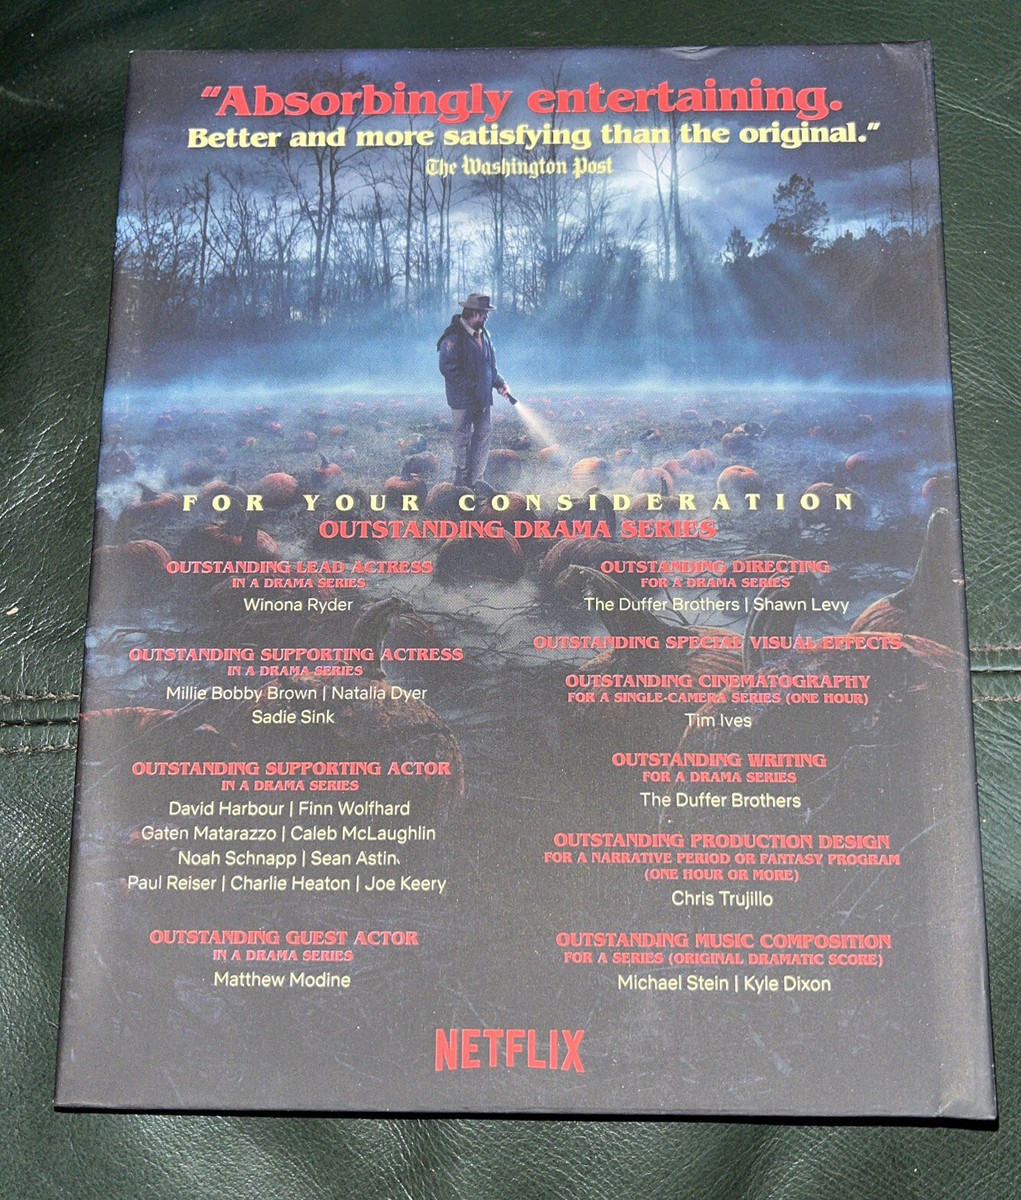 "Absorbingly entertaining.
Better and more satisfying than the original."
The Washington Post
FOR YOUR CONSIDERATION
OUTSTANDING DRAMA SERIES
OUTSTANDING LEAD ACTRESS
IN A DRAMA SERIES
Winona Ryder
OUTSTANDING SUPPORTING ACTRESS
IN A DRAMA SERIES
Millie Bobby Brown | Natalia Dyer
Sadie Sink
OUTSTANDING SUPPORTING ACTOR
IN A DRAMA SERIES
David Harbour | Finn Wolfhard
Gaten Matarazzo | Caleb McLaughlin
Noah Schnapp | Sean Astin
Paul Reiser | Charlie Heaton | Joe Keery
OUTSTANDING GUEST ACTOR
IN A DRAMA SERIES
Matthew Modine
OUTSTANDING DIRECTING
FOR A DRAMA SERIES
The Duffer Brothers | Shawn Levy
OUTSTANDING SPECIAL VISUAL EFFECTS
OUTSTANDING CINEMATOGRAPHY
FOR A SINGLE-CAMERA SERIES (ONE HOUR)
Tim Ives
OUTSTANDING WRITING
FOR A DRAMA SERIES
The Duffer Brothers
OUTSTANDING PRODUCTION DESIGN
FOR A NARRATIVE PERIOD OR FANTASY PROGRAM
(ONE HOUR OR MORE)
Chris Trujillo
OUTSTANDING MUSIC COMPOSITION
FOR A SERIES (ORIGINAL DRAMATIC SCORE)
Michael Stein | Kyle Dixon
NETFLIX